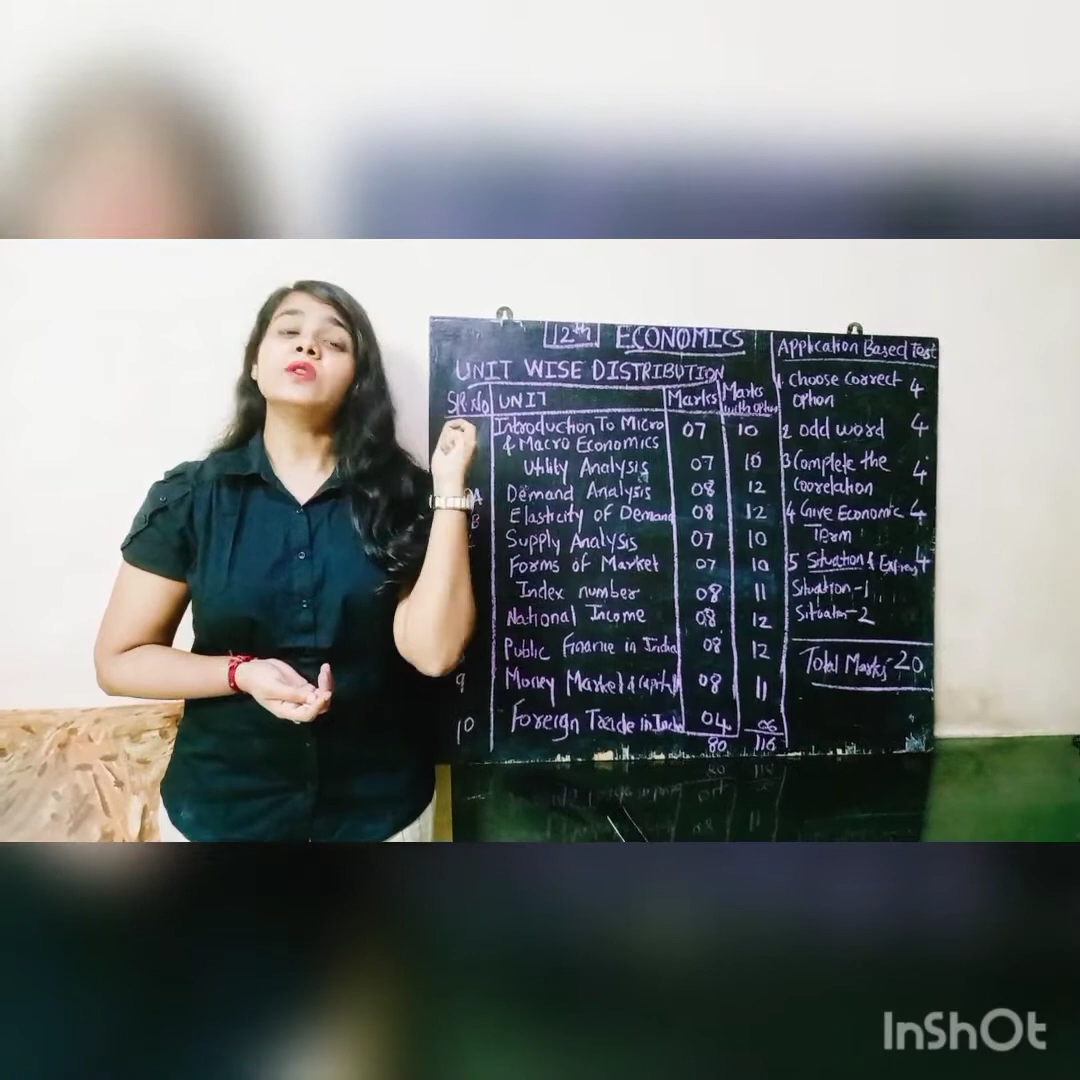 12th ECONOMICS
UNIT WISE DISTRIBUTION
SR.No UNIT Marks Marks with option
Introduction To Micro & Macro Economics 07 10
Utility Analysis 07 10
A Demand Analysis 08 12
B Elasticity of Demand 08 12
Supply Analysis 07 10
Forms of Market 07 10
Index number 08 11
National Income 08 12
Public Finance in India 08 12
9 Money Market & Capital 08 11
10 Foreign Trade in India 04 06
80 116
Application Based Test
1 Choose Correct 4
option
2 odd word 4
3 Complete the 4
Coorelation
4 Give Economic 4
Term
5 Situation & 4
Situation-1
Situation-2
Total Marks-20
InShOt